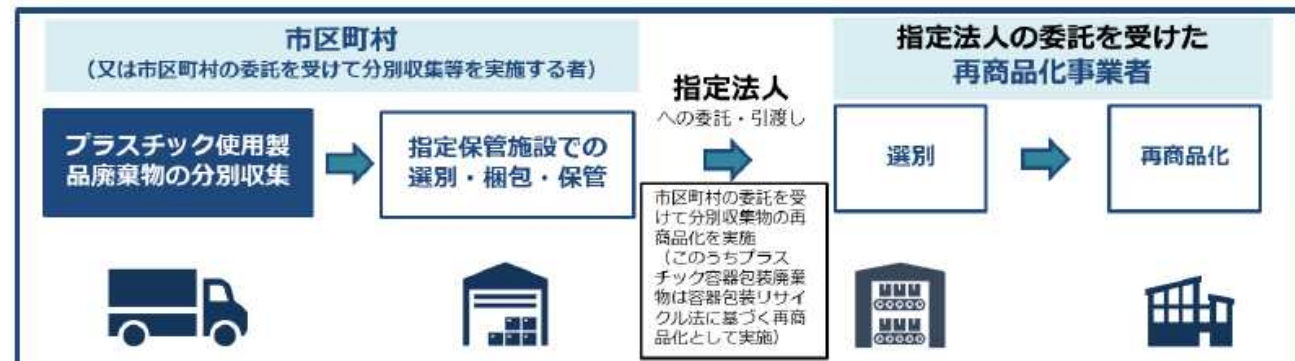 市区町村
（又は市区町村の委託を受けて分別収集等を実施する者）
プラスチック使用製
品廃棄物の分別収集
指定保管施設での
選別・梱包・保管
指定法人
への委託・引渡し
市区町村の委託を受
けて分別収集物の再
商品化を実施
（このうちプラス
チック容器包装廃棄
物は容器包装リサイ
クル法に基づく再商
品化として実施）
指定法人の委託を受けた
再商品化事業者
選別
再商品化